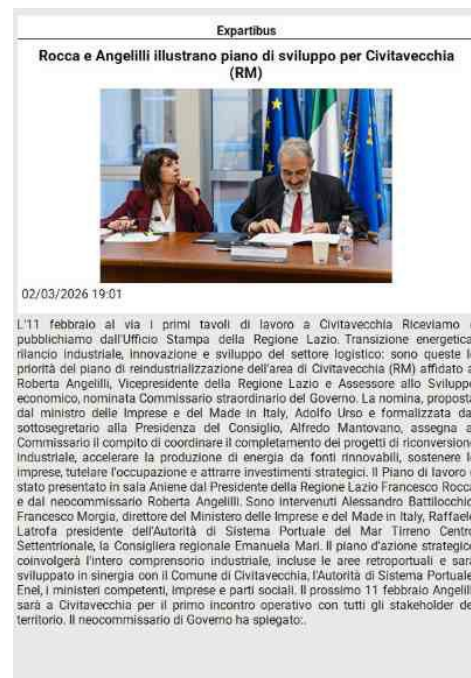 Expartibus
Rocca e Angelilli illustrano piano di sviluppo per Civitavecchia
(RM)
02/03/2026 19:01
L'11 febbraio al via i primi tavoli di lavoro a Civitavecchia Riceviamo
pubblichiamo dall'Ufficio Stampa della Regione Lazio. Transizione energetica,
rilancio industriale, innovazione e sviluppo del settore logistico: sono queste l
priorità del piano di reindustrializzazione dell'area di Civitavecchia (RM) affidato a
Roberta Angelilli, Vicepresidente della Regione Lazio e Assessore allo Svilupp
economico, nominata Commissario straordinario del Governo. La nomina, proposta
dal ministro delle Imprese e del Made in Italy, Adolfo Urso e formalizzata da
sottosegretario alla Presidenza del Consiglio, Alfredo Mantovano, assegna a
Commissario il compito di coordinare il completamento dei progetti di riconversione
industriale, accelerare la produzione di energia da fonti rinnovabili, sostenere l
imprese, tutelare l'occupazione e attrarre investimenti strategici. Il Piano di lavoro
stato presentato in sala Aniene dal Presidente della Regione Lazio Francesco Rocca
e dal neocommissario Roberta Angelilli. Sono intervenuti Alessandro Battilocchio
Francesco Morgia, direttore del Ministero delle Imprese e del Made in Italy, Raffaele
Latrofa presidente dell'Autorità di Sistema Portuale del Mar Tirreno Centro
Settentrionale, la Consigliera regionale Emanuela Mari. Il piano d'azione strategico
coinvolgerà l'intero comprensorio industriale, incluse le aree retroportuali e sarà
sviluppato in sinergia con il Comune di Civitavecchia, l'Autorità di Sistema Portuale
Enel, i ministeri competenti, imprese e parti sociali. Il prossimo 11 febbraio Angelill
sarà a Civitavecchia per il primo incontro operativo con tutti gli stakeholder de
territorio. Il neocommissario di Governo ha spiegato:.